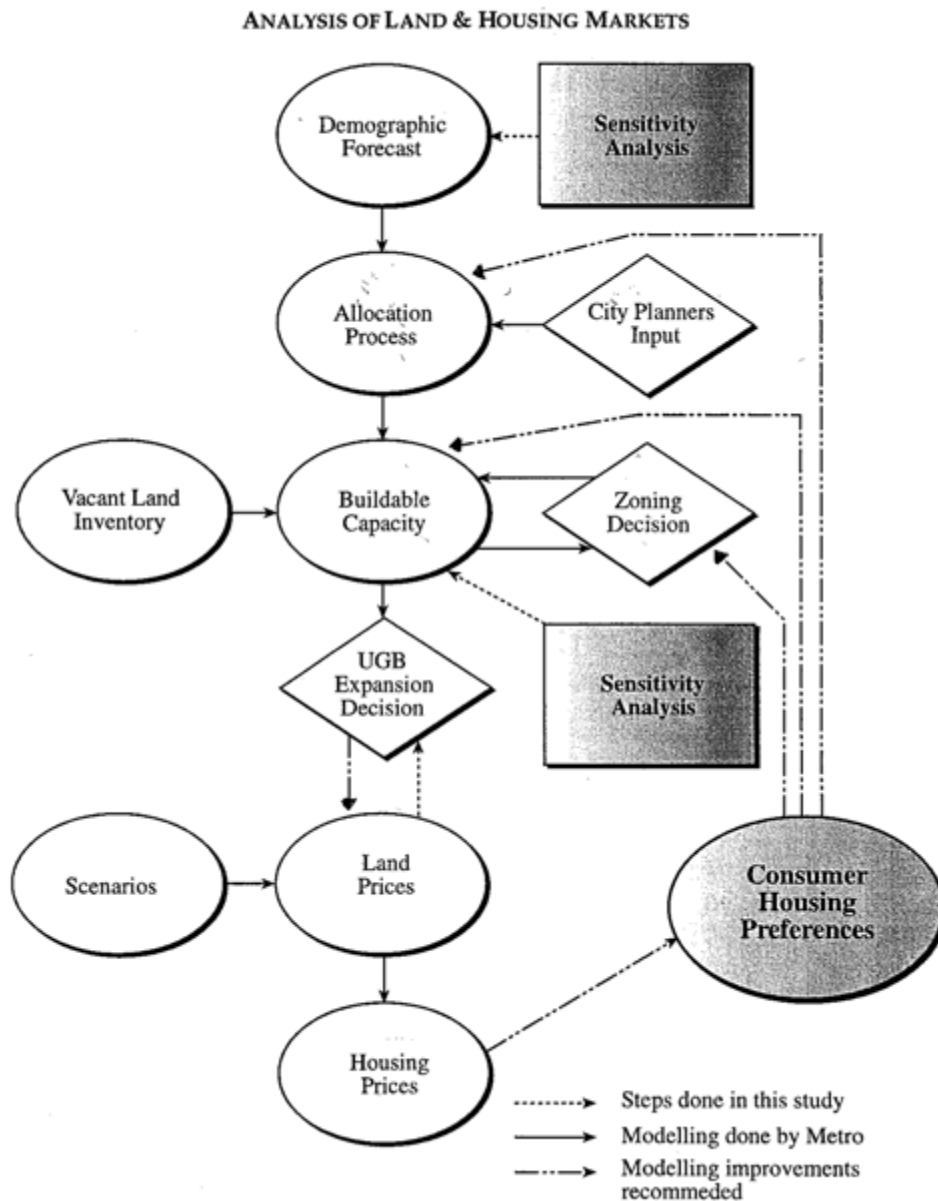 ANALYSIS OF LAND & HOUSING MARKETS
Demographic
Forecast
Sensitivity
Analysis
Allocation
Process
City Planners
Input
Vacant Land
Inventory
Buildable
Capacity
Zoning
Decision
UGB
Expansion
Decision
Sensitivity
Analysis
Scenarios
Land
Prices
Consumer
Housing
Preferences
Housing
Prices
Steps done in this study
Modelling done by Metro
Modelling improvements
recommeded